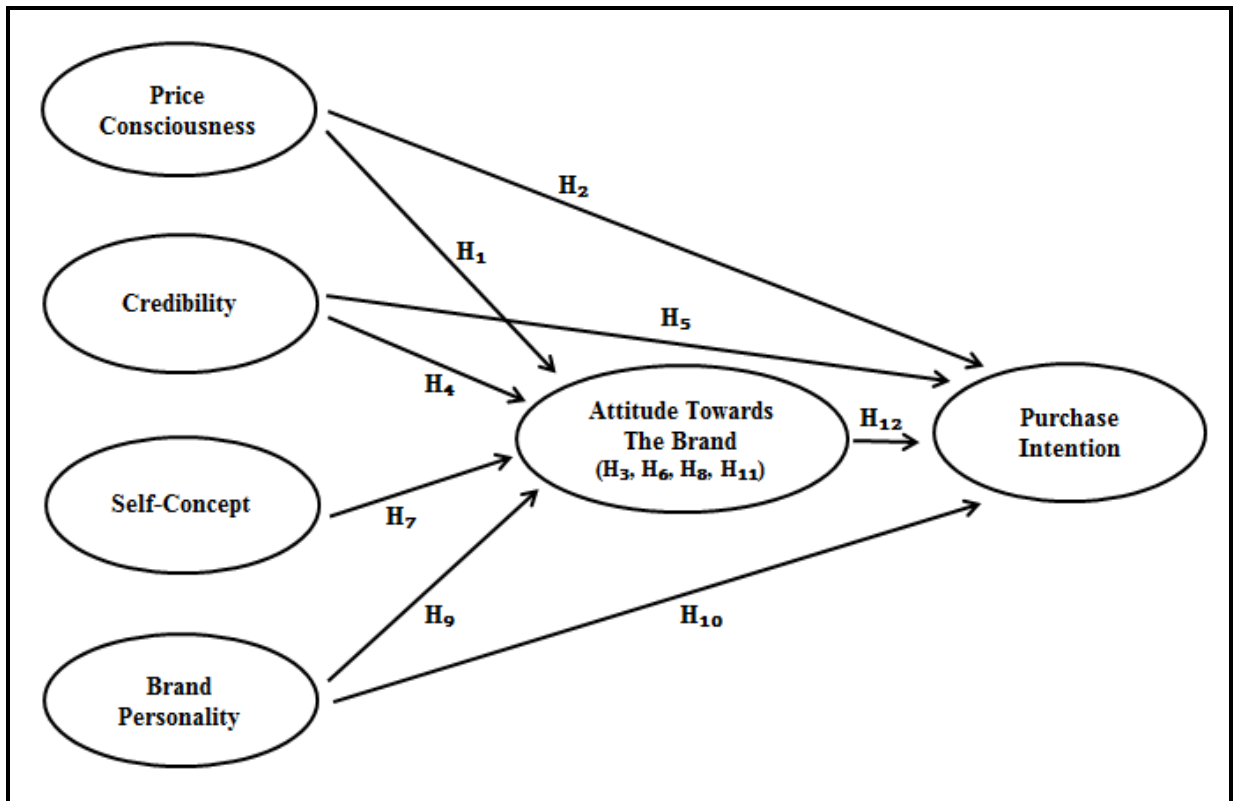 Price
Consciousness
H₂
H₁
Credibility
H₅
H₄
Attitude Towards
The Brand
(H₃, H₆, H₈, H₁₁)
H₁₂
Purchase
Intention
Self-Concept
H₇
H₉
H₁₀
Brand
Personality